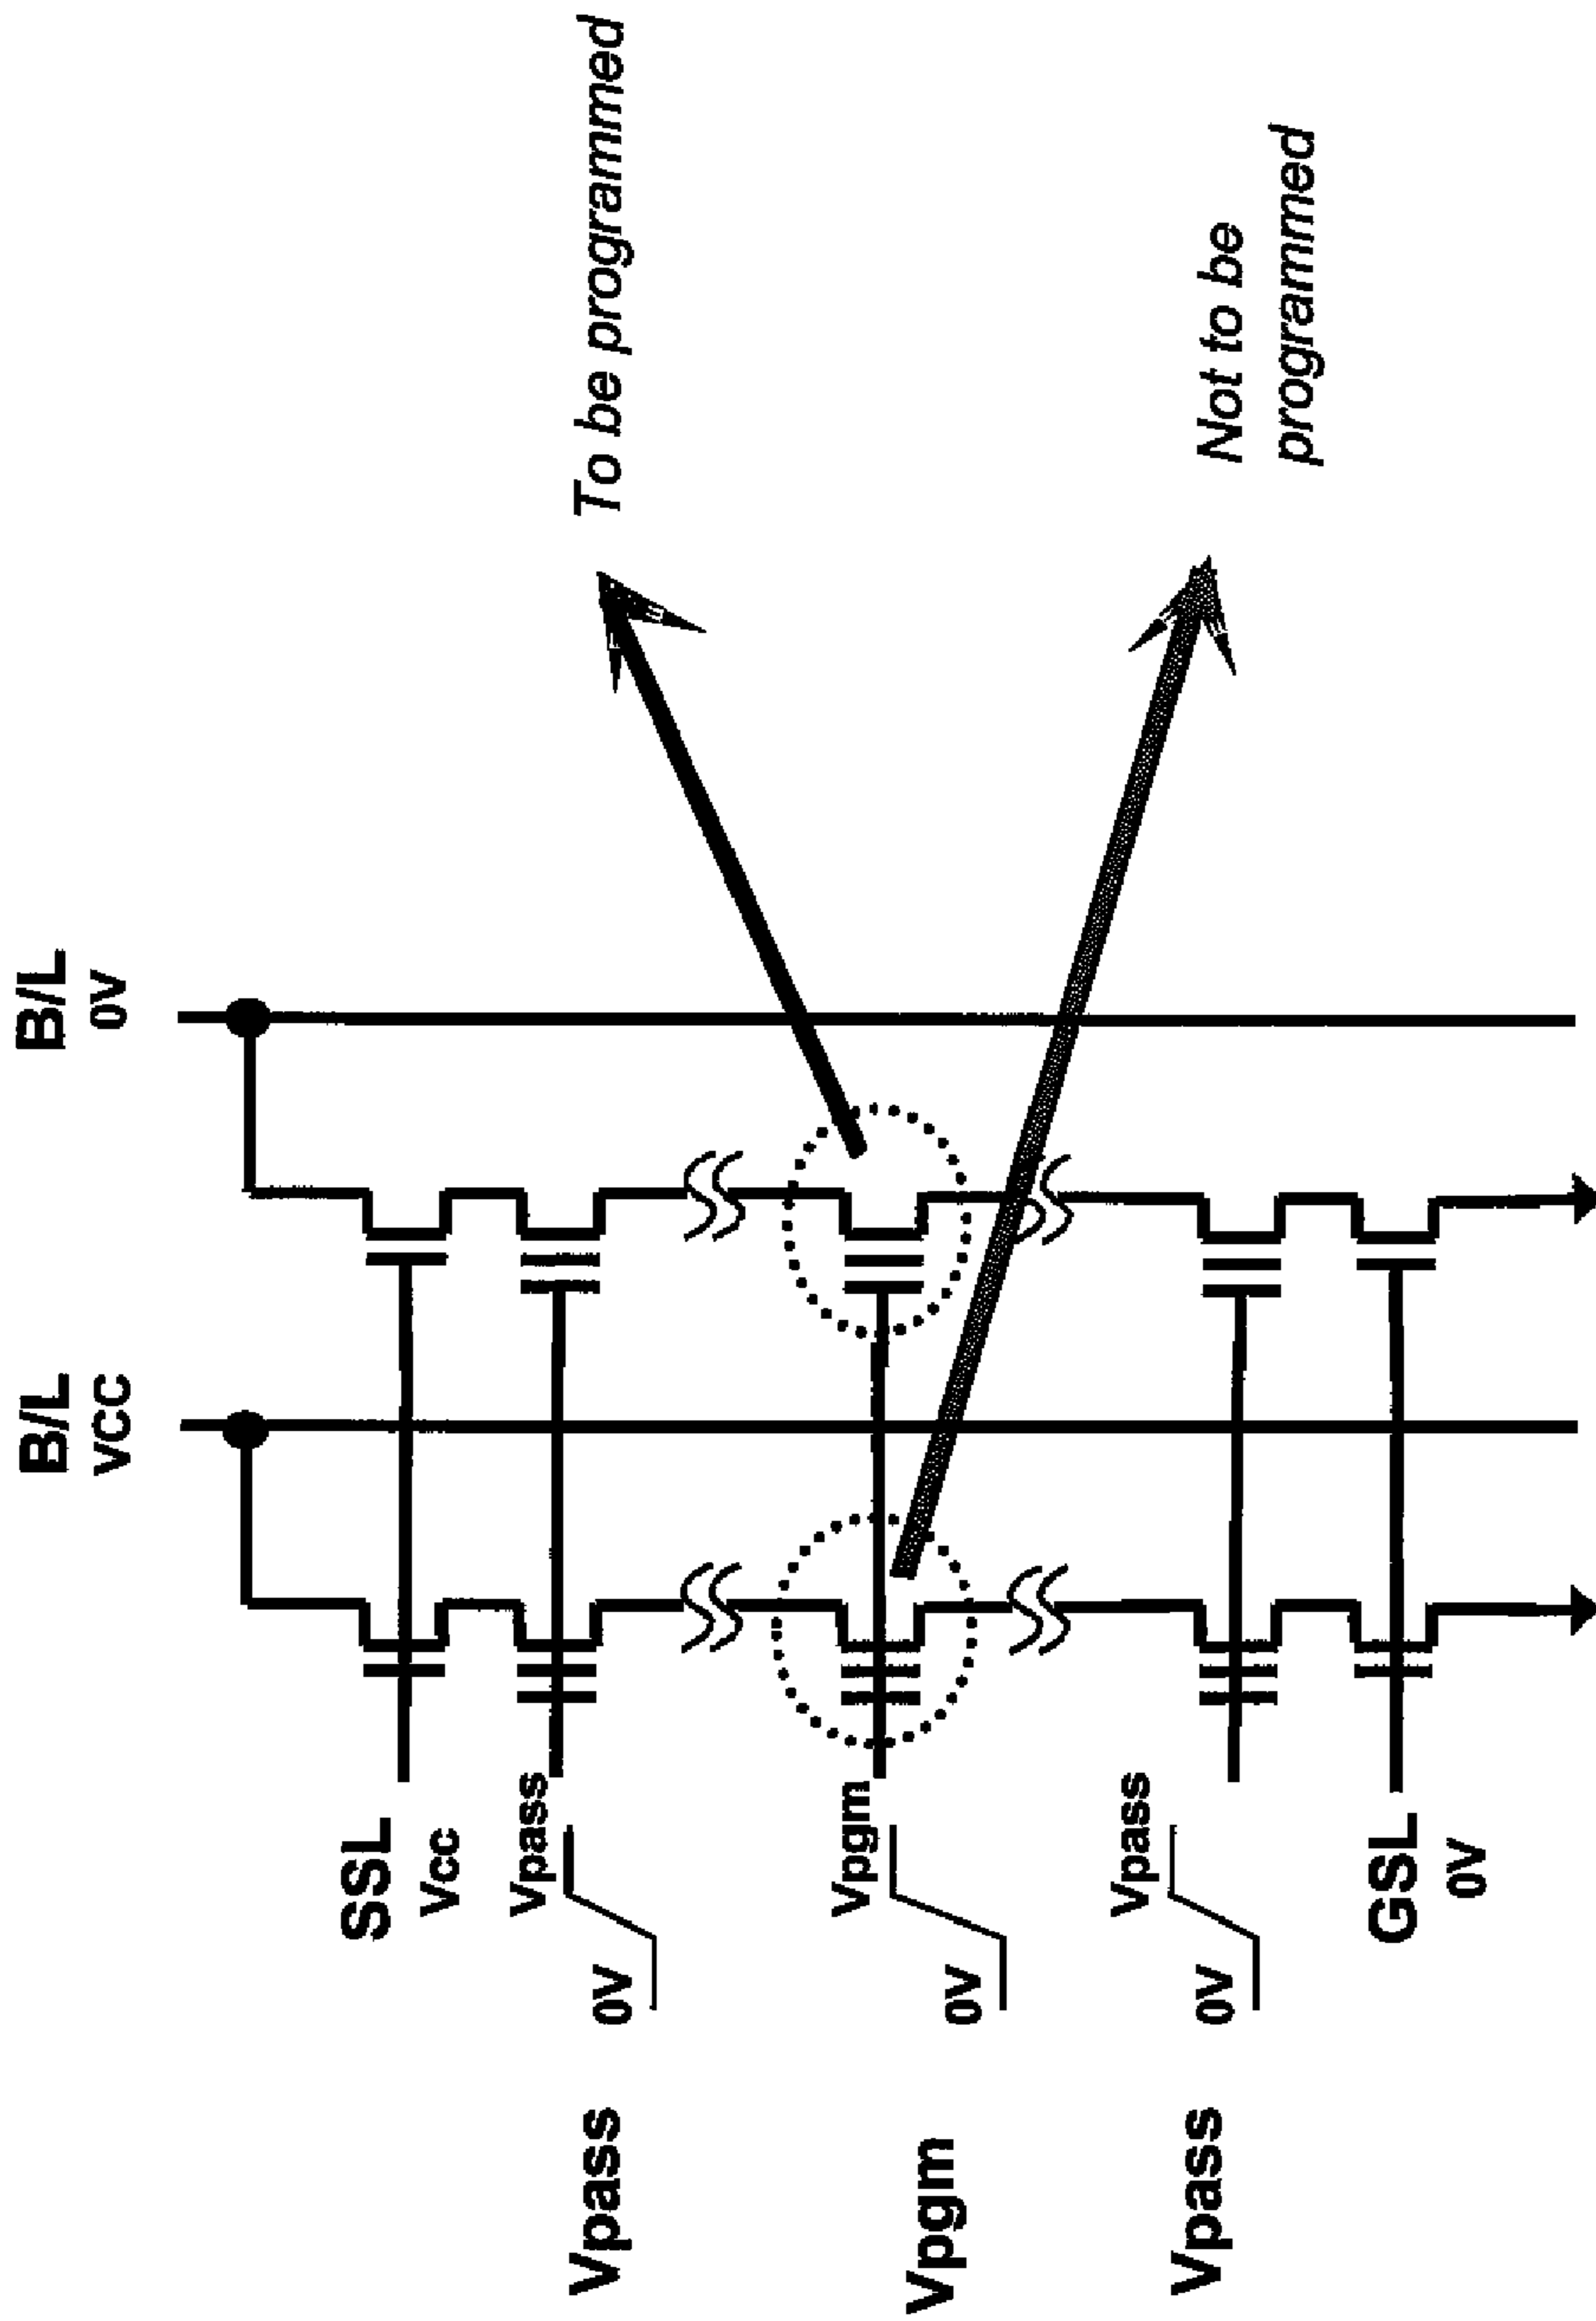 B/L
VCC
B/L
0V
SSL
Vcc
Vpass
0V
Vpass
To be programmed
Vpgm
0V
Vpgm
Vpass
0V
Vpass
Not to be
programmed
GSL
0V